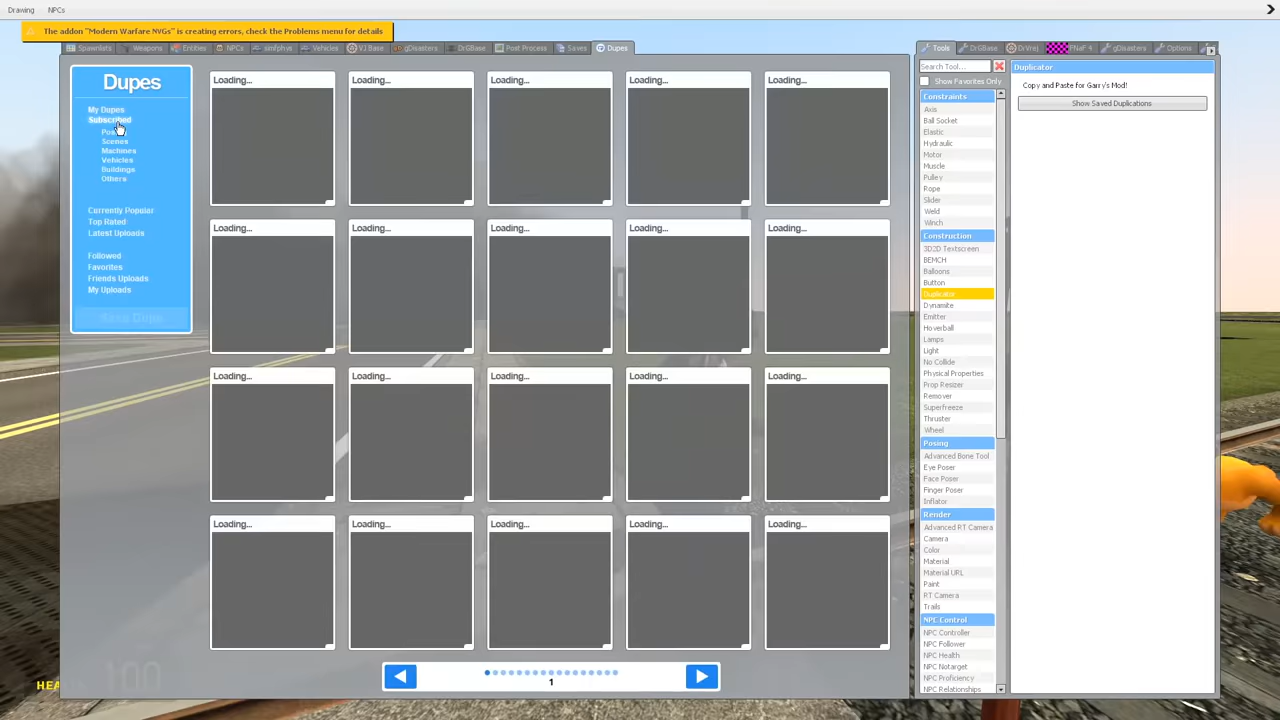 Drawing NPCs
The addon "Modern Warfare NVGs" is creating errors, check the Problems menu for details
Spawnlists Weapons Entities NPCs simfphys Vehicles VJ Base gDisasters DrGBase Post Process Saves Dupes
Tools DrGBase DrVrej FNaF 4 gDisasters Options
Dupes
My Dupes
Subscribed
Scenes
Machines
Vehicles
Buildings
Others
Currently Popular
Top Rated
Latest Uploads
Followed
Favorites
Friends Uploads
My Uploads
Save Dupe
Loading... Loading... Loading... Loading... Loading...
Loading... Loading... Loading... Loading... Loading...
Loading... Loading... Loading... Loading... Loading...
Loading... Loading... Loading... Loading... Loading...
1
Search Tool...
Show Favorites Only
Constraints
Axis
Ball Socket
Elastic
Hydraulic
Motor
Muscle
Pulley
Rope
Slider
Weld
Winch
Construction
3D2D Textscreen
BEMCH
Balloons
Button
Duplicator
Dynamite
Emitter
Hoverball
Lamps
Light
No Collide
Physical Properties
Prop Resizer
Remover
Superfreeze
Thruster
Wheel
Posing
Advanced Bone Tool
Eye Poser
Face Poser
Finger Poser
Inflator
Render
Advanced RT Camera
Camera
Color
Material
Material URL
Paint
RT Camera
Trails
NPC Control
NPC Controller
NPC Follower
NPC Health
NPC Notarget
NPC Proficiency
NPC Relationships
Duplicator
Copy and Paste for Garry's Mod!
Show Saved Duplications
100